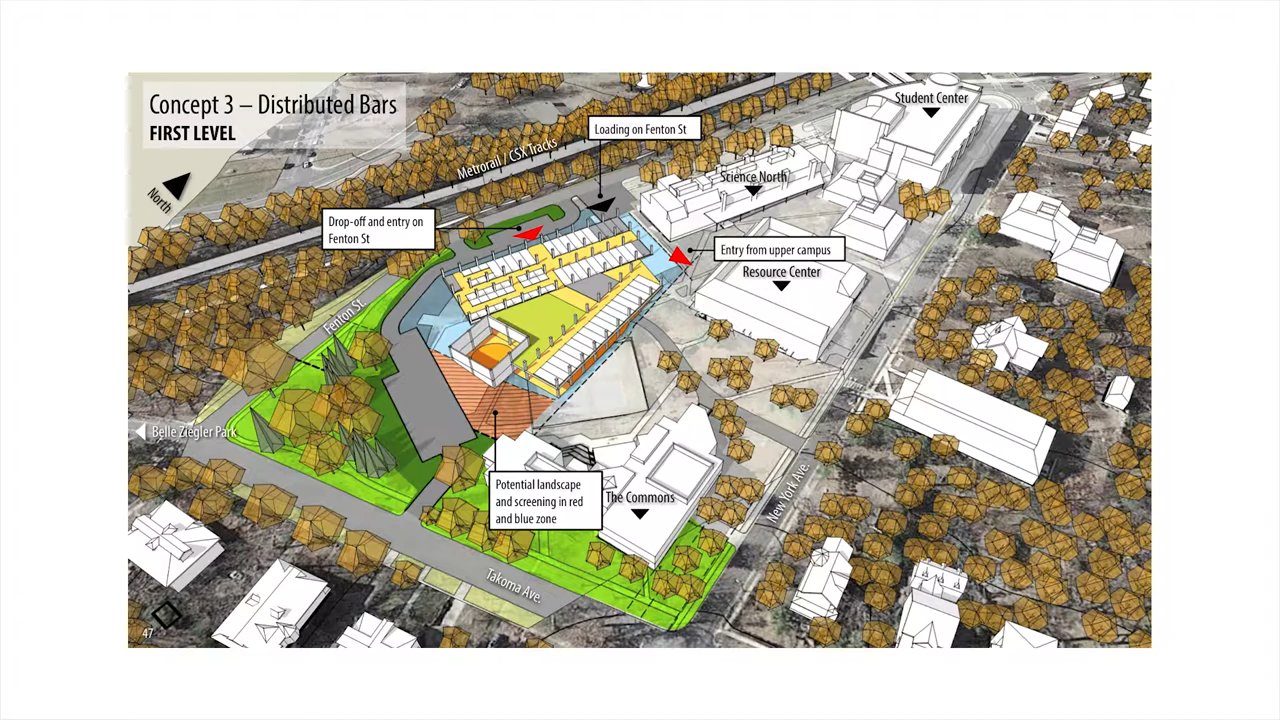 Concept 3 – Distributed Bars
FIRST LEVEL
Student Center
Loading on Fenton St
Metrorail / CSX Tracks
Science North
North
Drop-off and entry on
Fenton St
Entry from upper campus
Resource Center
Fenton St.
Belle Ziegler Park
Potential landscape
and screening in red
and blue zone
The Commons
New York Ave.
Takoma Ave.
47